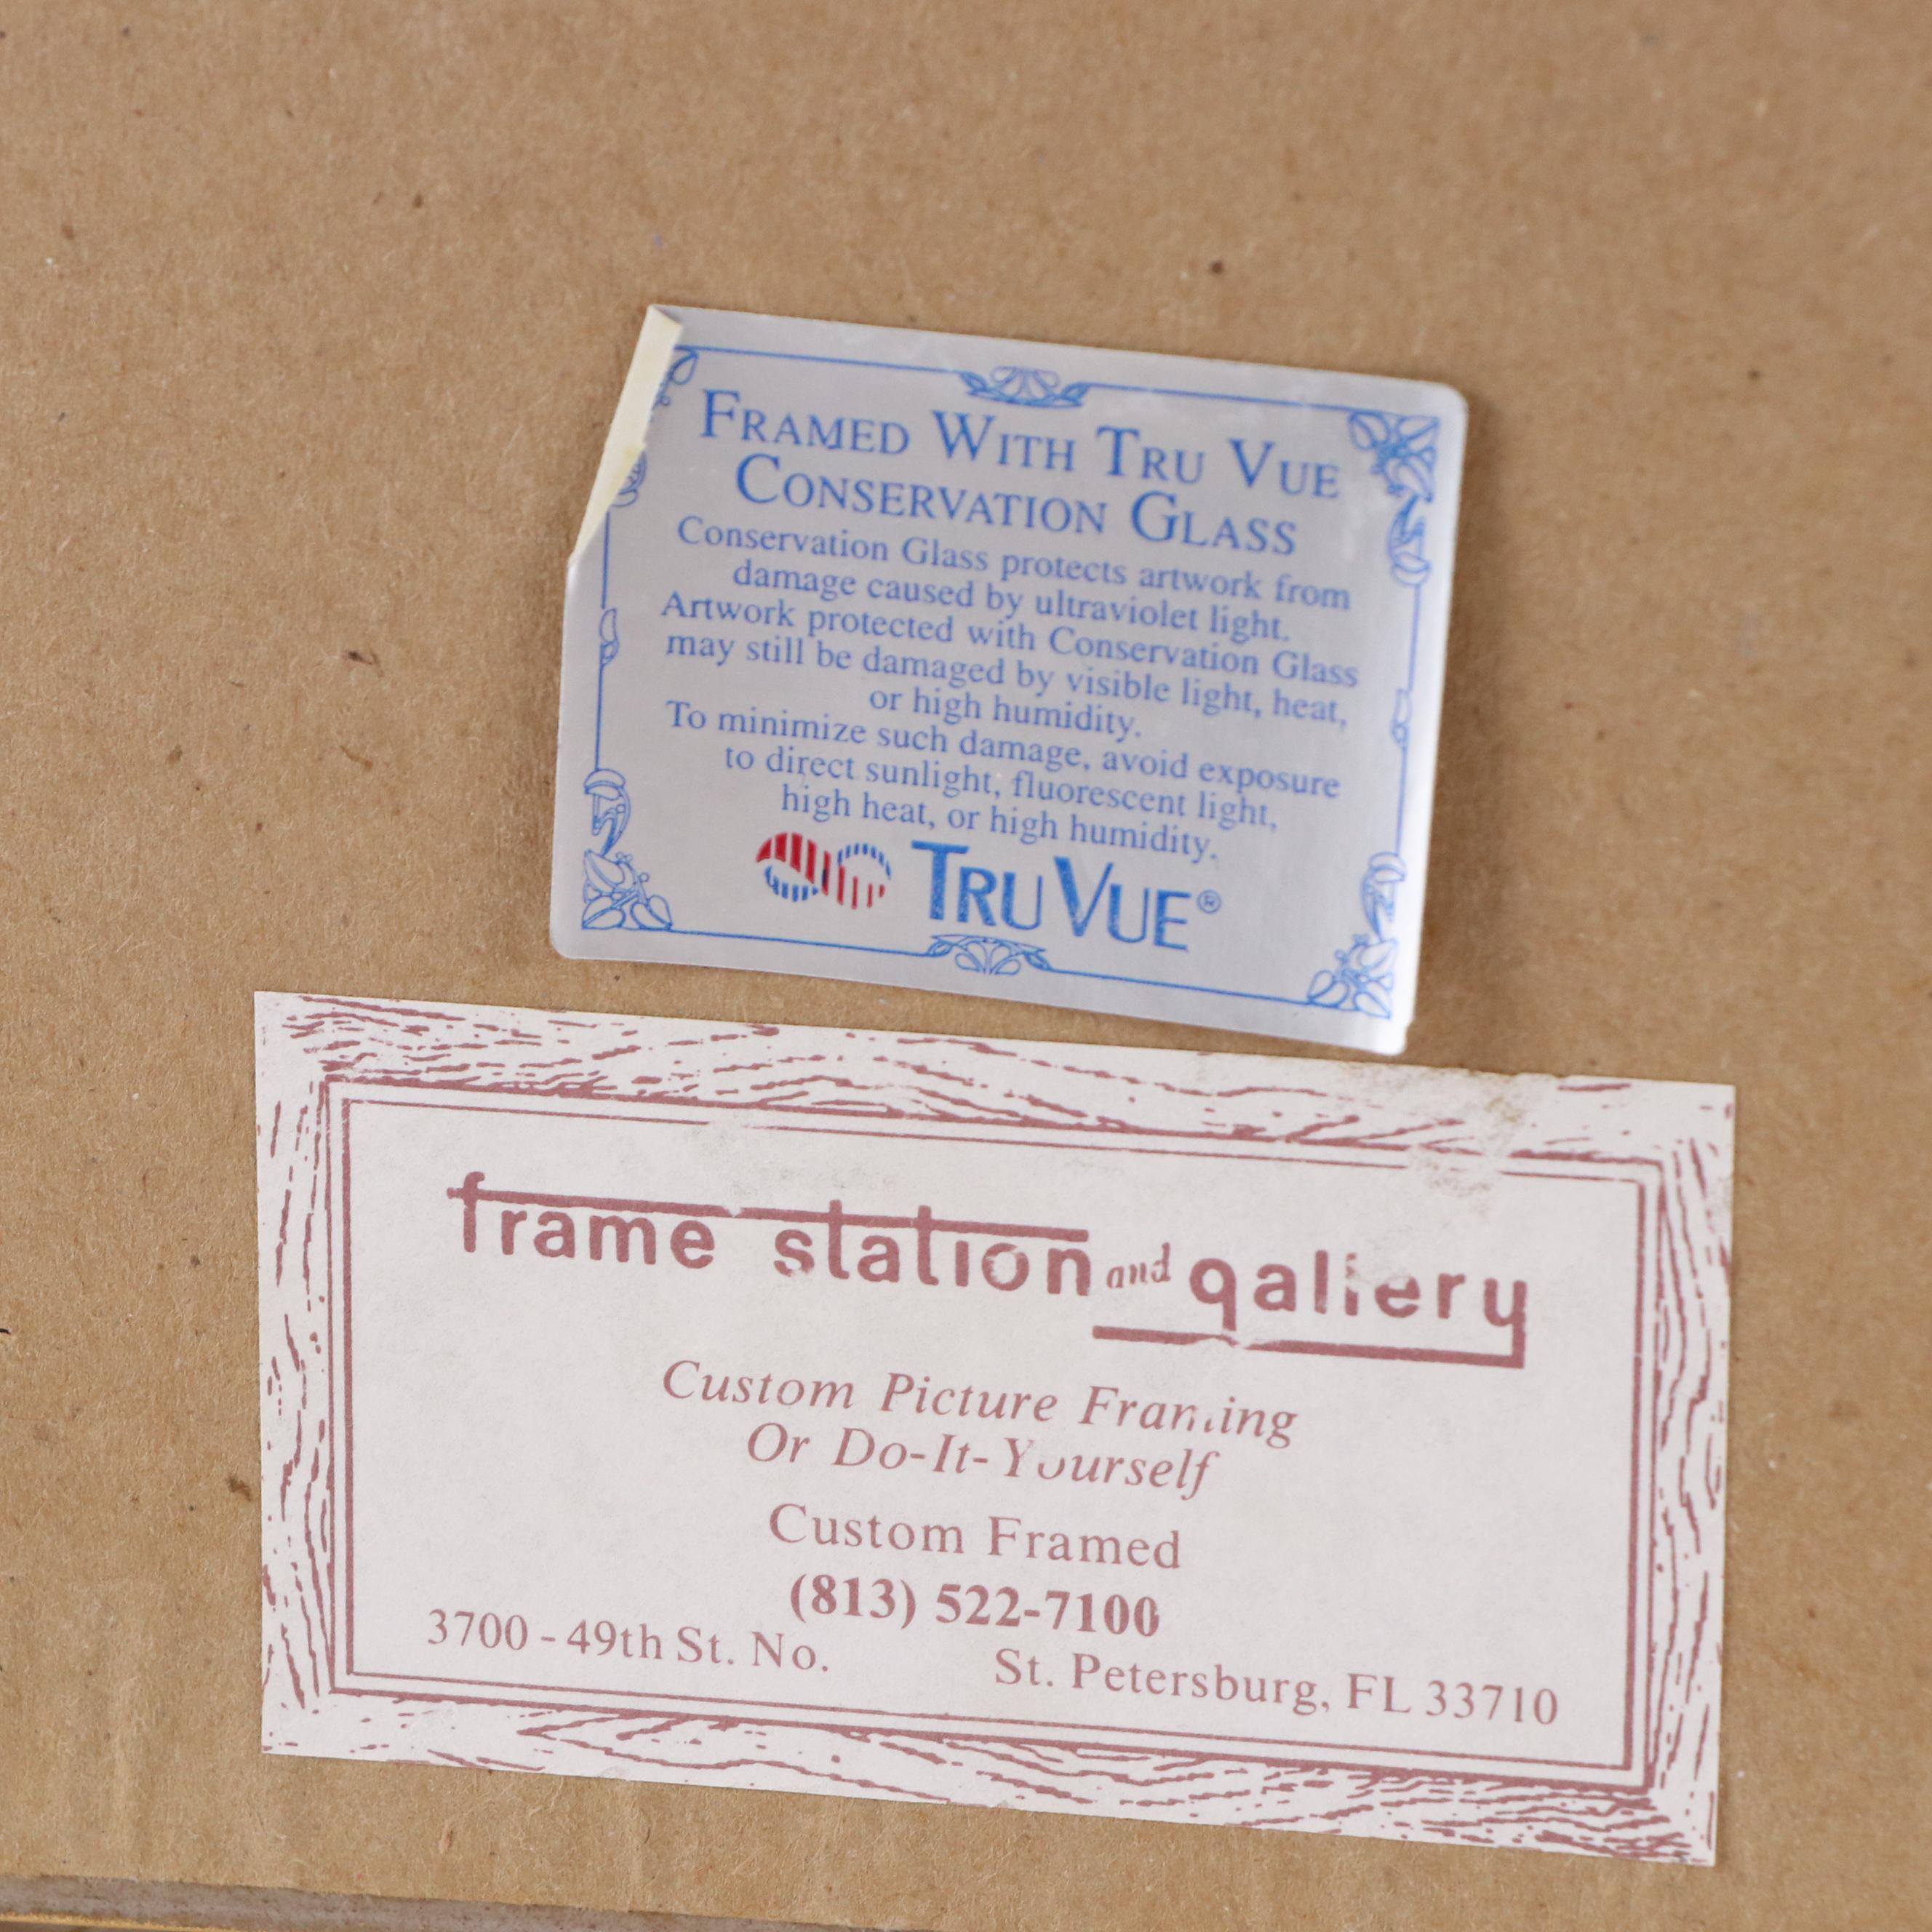 FRAMED WITH TRU VUE
CONSERVATION GLASS
Conservation Glass protects artwork from
damage caused by ultraviolet light.
Artwork protected with Conservation Glass
may still be damaged by visible light, heat,
or high humidity.
To minimize such damage, avoid exposure
to direct sunlight, fluorescent light,
high heat, or high humidity.
TRU VUE®
frame station and gallery
Custom Picture Framing
Or Do-It-Yourself
Custom Framed
(813) 522-7100
3700 - 49th St. No. St. Petersburg, FL 33710